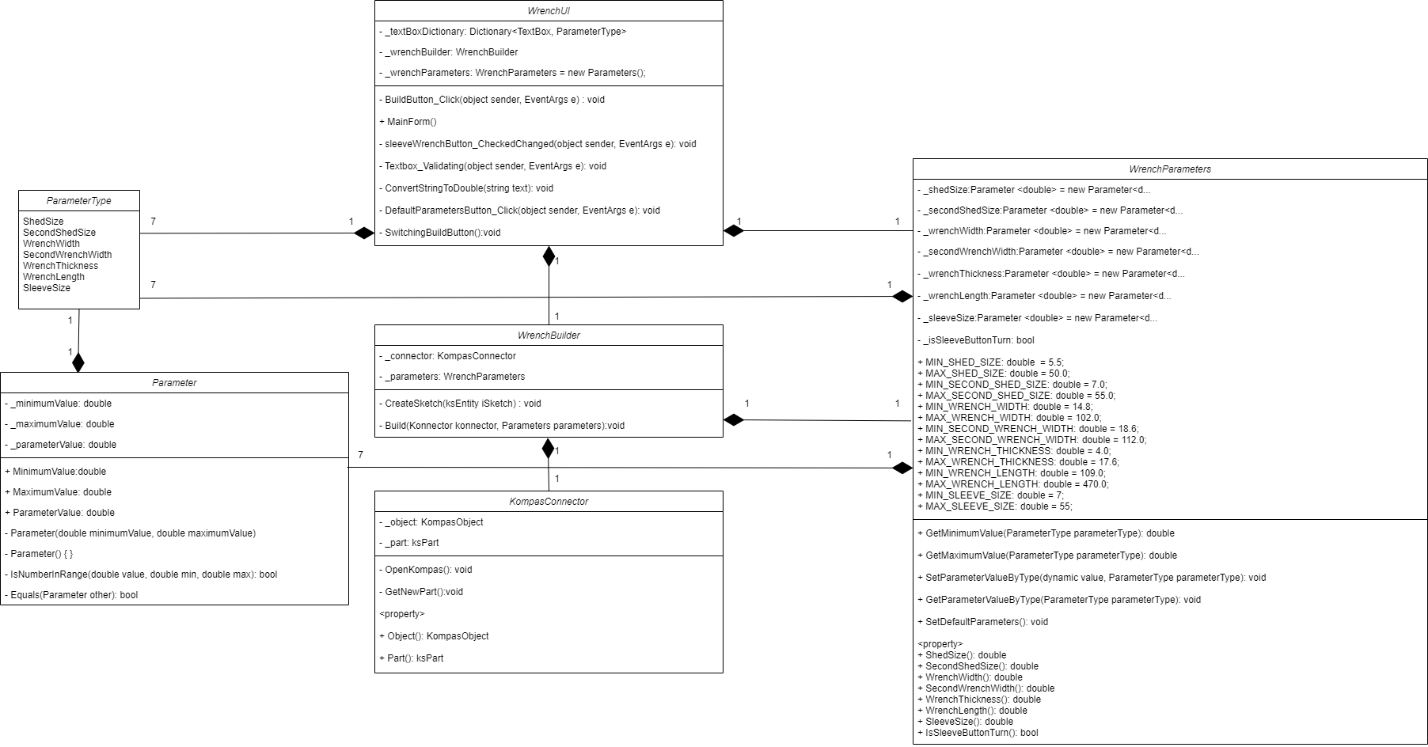 WrenchUI
- _textBoxDictionary: Dictionary<TextBox, ParameterType>
- _wrenchBuilder: WrenchBuilder
- _wrenchParameters: WrenchParameters = new Parameters();
- BuildButton_Click(object sender, EventArgs e) : void
+ MainForm()
- sleeveWrenchButton_CheckedChanged(object sender, EventArgs e): void
- Textbox_Validating(object sender, EventArgs e): void
- ConvertStringToDouble(string text): void
- DefaultParametersButton_Click(object sender, EventArgs e): void
- SwitchingBuildButton():void
ParameterType
ShedSize
SecondShedSize
WrenchWidth
SecondWrenchWidth
WrenchThickness
WrenchLength
SleeveSize
7
1
1
1
7
1
1
1
1
1
WrenchBuilder
- _connector: KompasConnector
- _parameters: WrenchParameters
- CreateSketch(ksEntity iSketch) : void
- Build(Konnector konnector, Parameters parameters):void
1
1
7
1
1
1
Parameter
- _minimumValue: double
- _maximumValue: double
- _parameterValue: double
+ MinimumValue:double
+ MaximumValue: double
+ ParameterValue: double
- Parameter(double minimumValue, double maximumValue)
- Parameter() { }
- IsNumberInRange(double value, double min, double max): bool
- Equals(Parameter other): bool
KompasConnector
- _object: KompasObject
- _part: ksPart
- OpenKompas(): void
- GetNewPart():void
<property>
+ Object(): KompasObject
+ Part(): ksPart
WrenchParameters
- _shedSize:Parameter <double> = new Parameter<d...
- _secondShedSize:Parameter <double> = new Parameter<d...
- _wrenchWidth:Parameter <double> = new Parameter<d...
- _secondWrenchWidth:Parameter <double> = new Parameter<d...
- _wrenchThickness:Parameter <double> = new Parameter<d...
- _wrenchLength:Parameter <double> = new Parameter<d...
- _sleeveSize:Parameter <double> = new Parameter<d...
- _isSleeveButtonTurn: bool
+ MIN_SHED_SIZE: double = 5.5;
+ MAX_SHED_SIZE: double = 50.0;
+ MIN_SECOND_SHED_SIZE: double = 7.0;
+ MAX_SECOND_SHED_SIZE: double = 55.0;
+ MIN_WRENCH_WIDTH: double = 14.8;
+ MAX_WRENCH_WIDTH: double = 102.0;
+ MIN_SECOND_WRENCH_WIDTH: double = 18.6;
+ MAX_SECOND_WRENCH_WIDTH: double = 112.0;
+ MIN_WRENCH_THICKNESS: double = 4.0;
+ MAX_WRENCH_THICKNESS: double = 17.6;
+ MIN_WRENCH_LENGTH: double = 109.0;
+ MAX_WRENCH_LENGTH: double = 470.0;
+ MIN_SLEEVE_SIZE: double = 7;
+ MAX_SLEEVE_SIZE: double = 55;
+ GetMinimumValue(ParameterType parameterType): double
+ GetMaximumValue(ParameterType parameterType): double
+ SetParameterValueByType(dynamic value, ParameterType parameterType): void
+ GetParameterValueByType(ParameterType parameterType): void
+ SetDefaultParameters(): void
<property>
+ ShedSize(): double
+ SecondShedSize(): double
+ WrenchWidth(): double
+ SecondWrenchWidth(): double
+ WrenchThickness(): double
+ WrenchLength(): double
+ SleeveSize(): double
+ IsSleeveButtonTurn(): bool